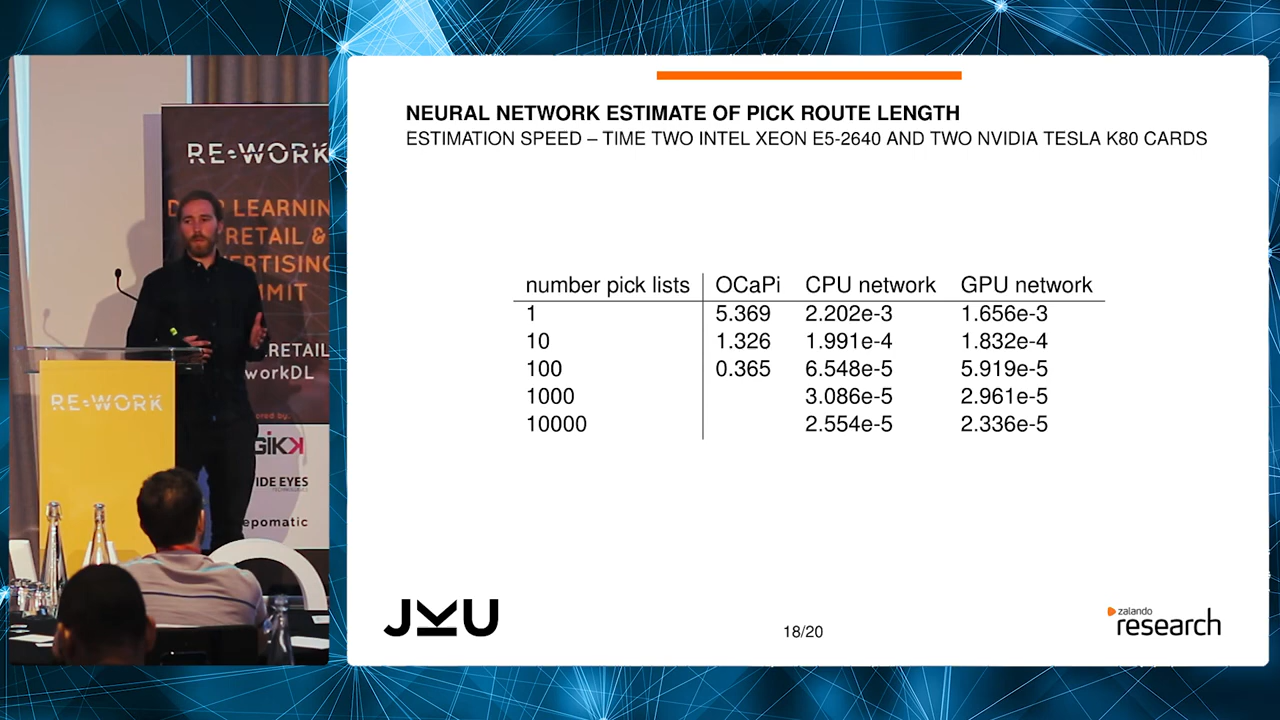 RE•WORK
LEARNIN
RETAIL &
ERTISING
MMIT
RETAIL
workDL
RE•WORK
GiKK
IDE EYES
epomatic
NEURAL NETWORK ESTIMATE OF PICK ROUTE LENGTH
ESTIMATION SPEED – TIME TWO INTEL XEON E5-2640 AND TWO NVIDIA TESLA K80 CARDS
number pick lists OCaPi CPU network GPU network
1 5.369 2.202e-3 1.656e-3
10 1.326 1.991e-4 1.832e-4
100 0.365 6.548e-5 5.919e-5
1000 3.086e-5 2.961e-5
10000 2.554e-5 2.336e-5
JKU
18/20
zalando
research